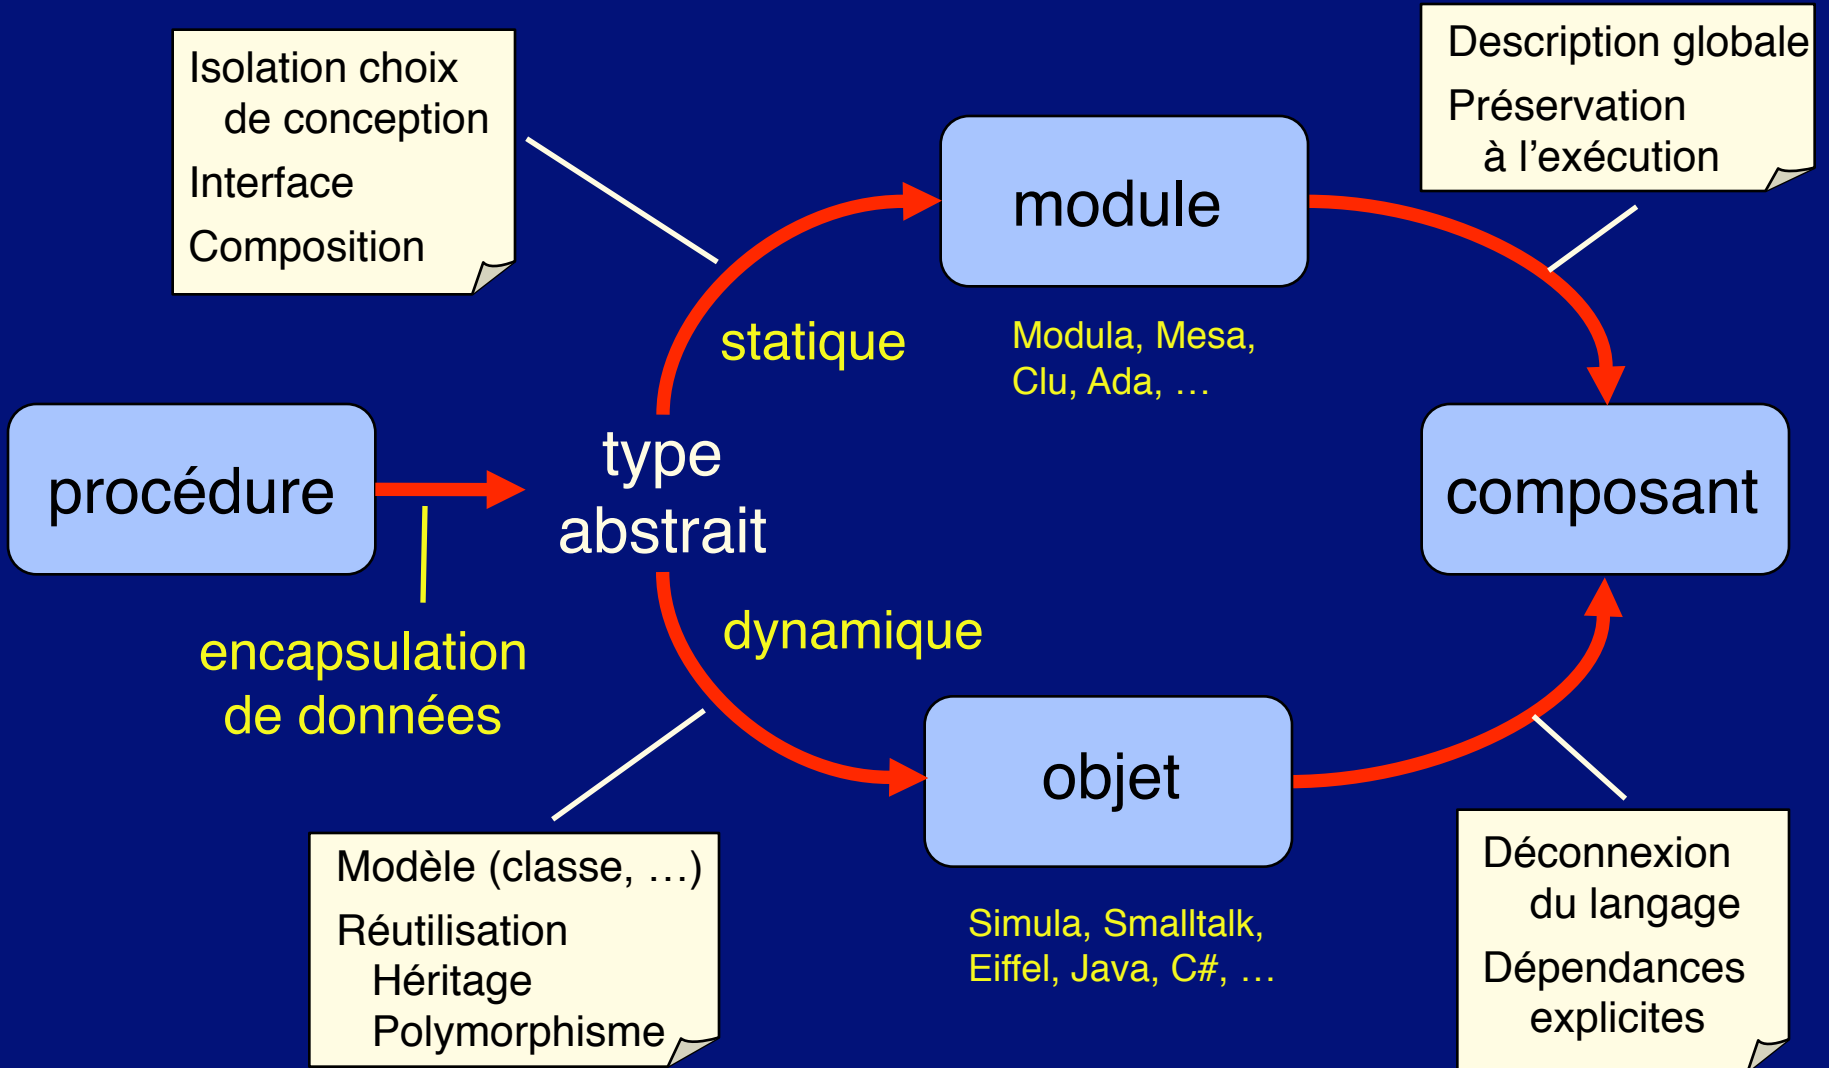 Isolation choix
de conception
Interface
Composition
Description globale
Préservation
à l’exécution
module
statique
Modula, Mesa,
Clu, Ada, …
procédure
type
abstrait
composant
encapsulation
de données
dynamique
objet
Modèle (classe, …)
Réutilisation
Héritage
Polymorphisme
Simula, Smalltalk,
Eiffel, Java, C#, …
Déconnexion
du langage
Dépendances
explicites